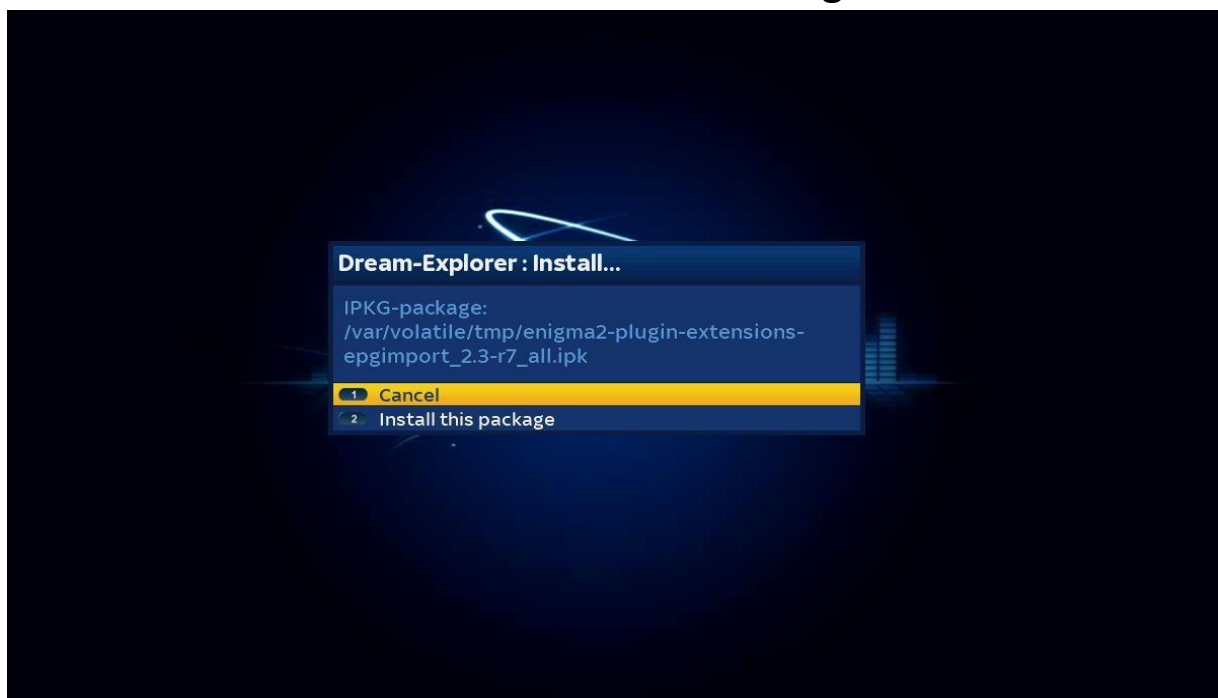 Dream-Explorer : Install...
IPKG-package:
/var/volatile/tmp/enigma2-plugin-extensions-
epgimport_2.3-r7_all.ipk
1 Cancel
2 Install this package